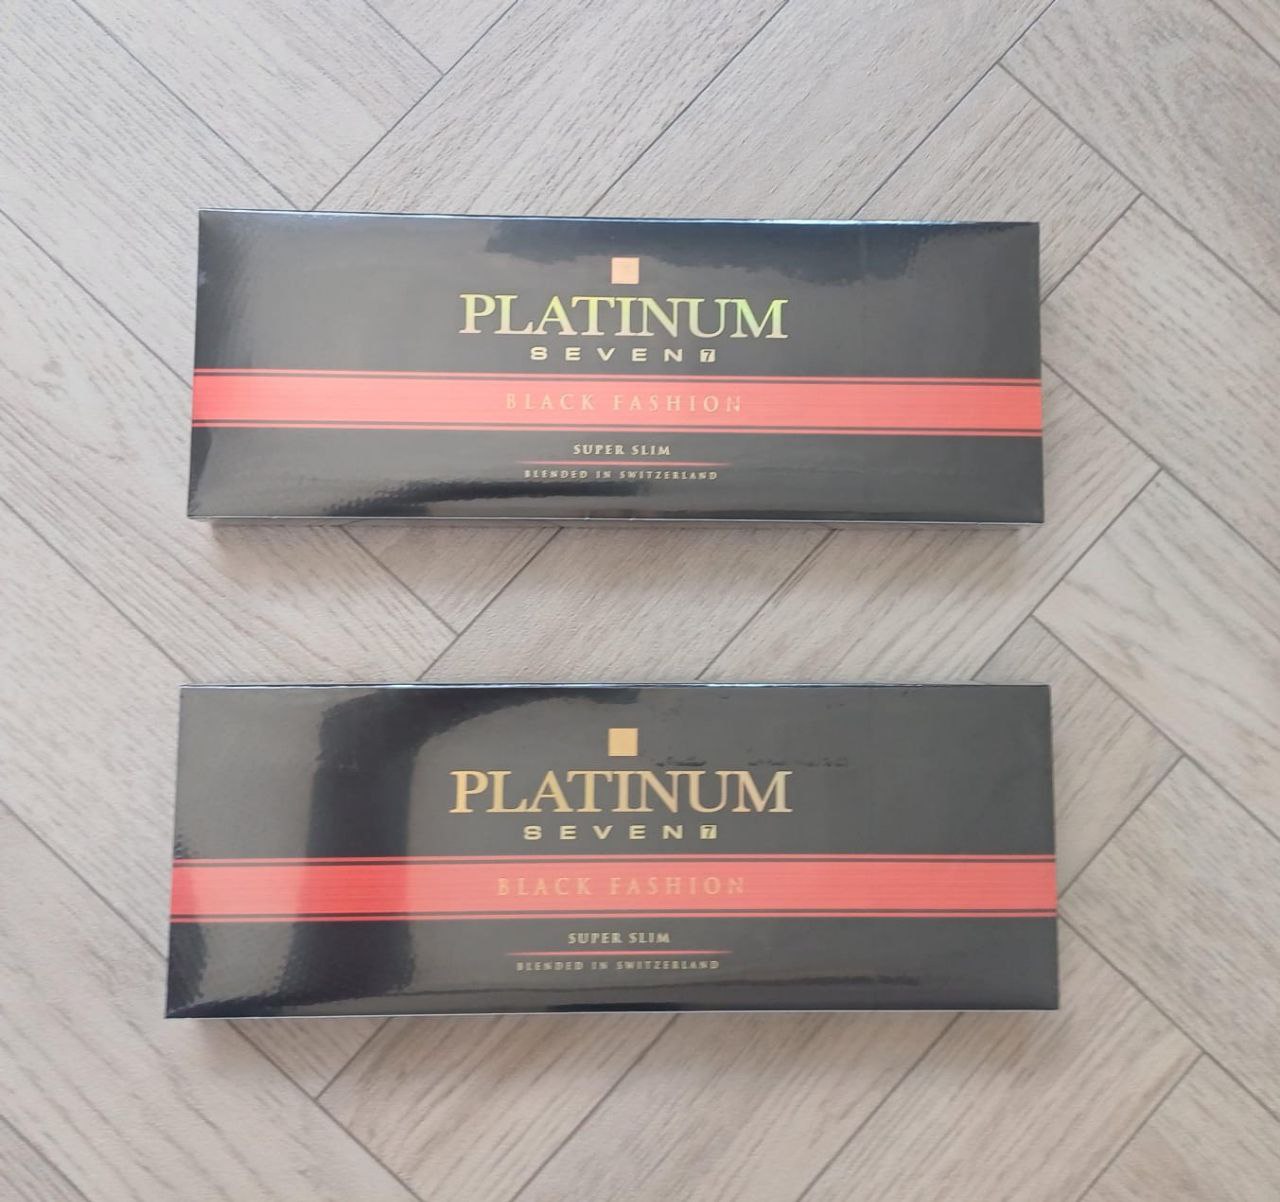 PLATINUM
SEVEN 7
BLACK FASHION
SUPER SLIM
BLENDED IN SWITZERLAND
PLATINUM
SEVEN 7
BLACK FASHION
SUPER SLIM
BLENDED IN SWITZERLAND